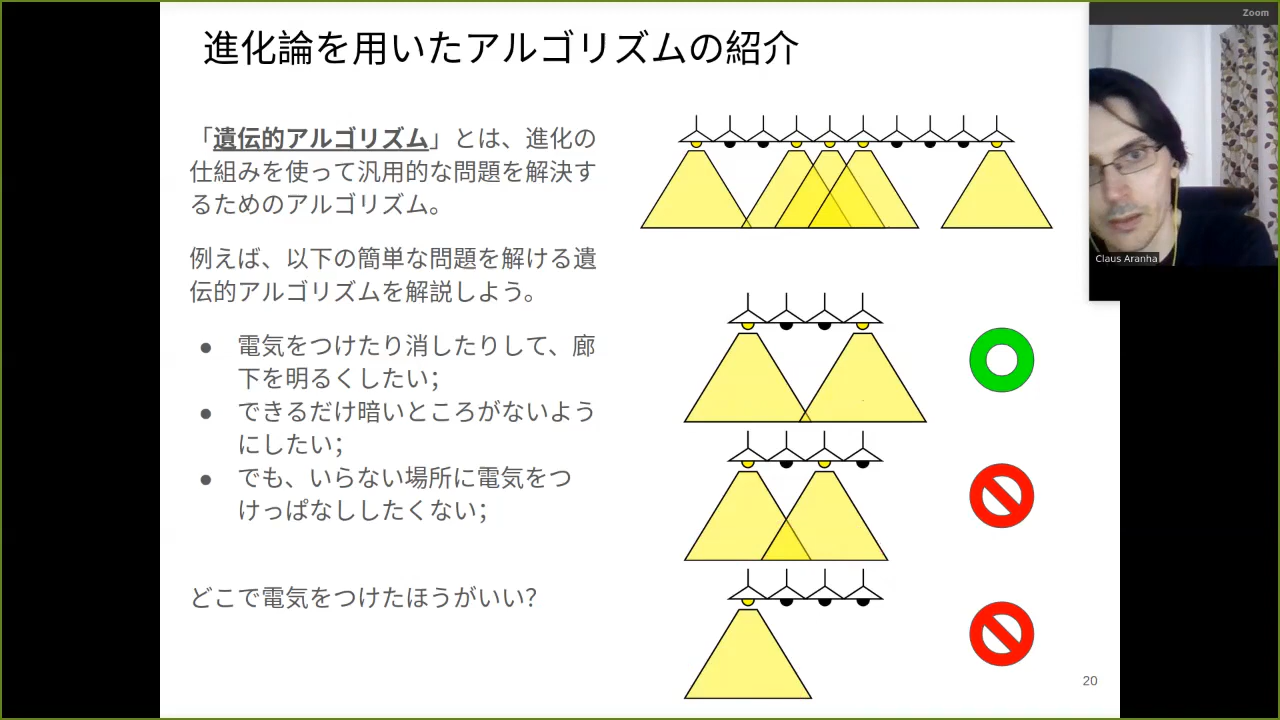 進化論を用いたアルゴリズムの紹介
「遺伝的アルゴリズム」とは、進化の
仕組みを使って汎用的な問題を解決す
るためのアルゴリズム。
例えば、以下の簡単な問題を解ける遺
伝的アルゴリズムを解説しよう。
● 電気をつけたり消したりして、廊
下を明るくしたい;
● できるだけ暗いところがないよう
にしたい;
● でも、いらない場所に電気をつ
けっぱなししたくない;
どこで電気をつけたほうがいい?
20
Zoom
Claus Aranha